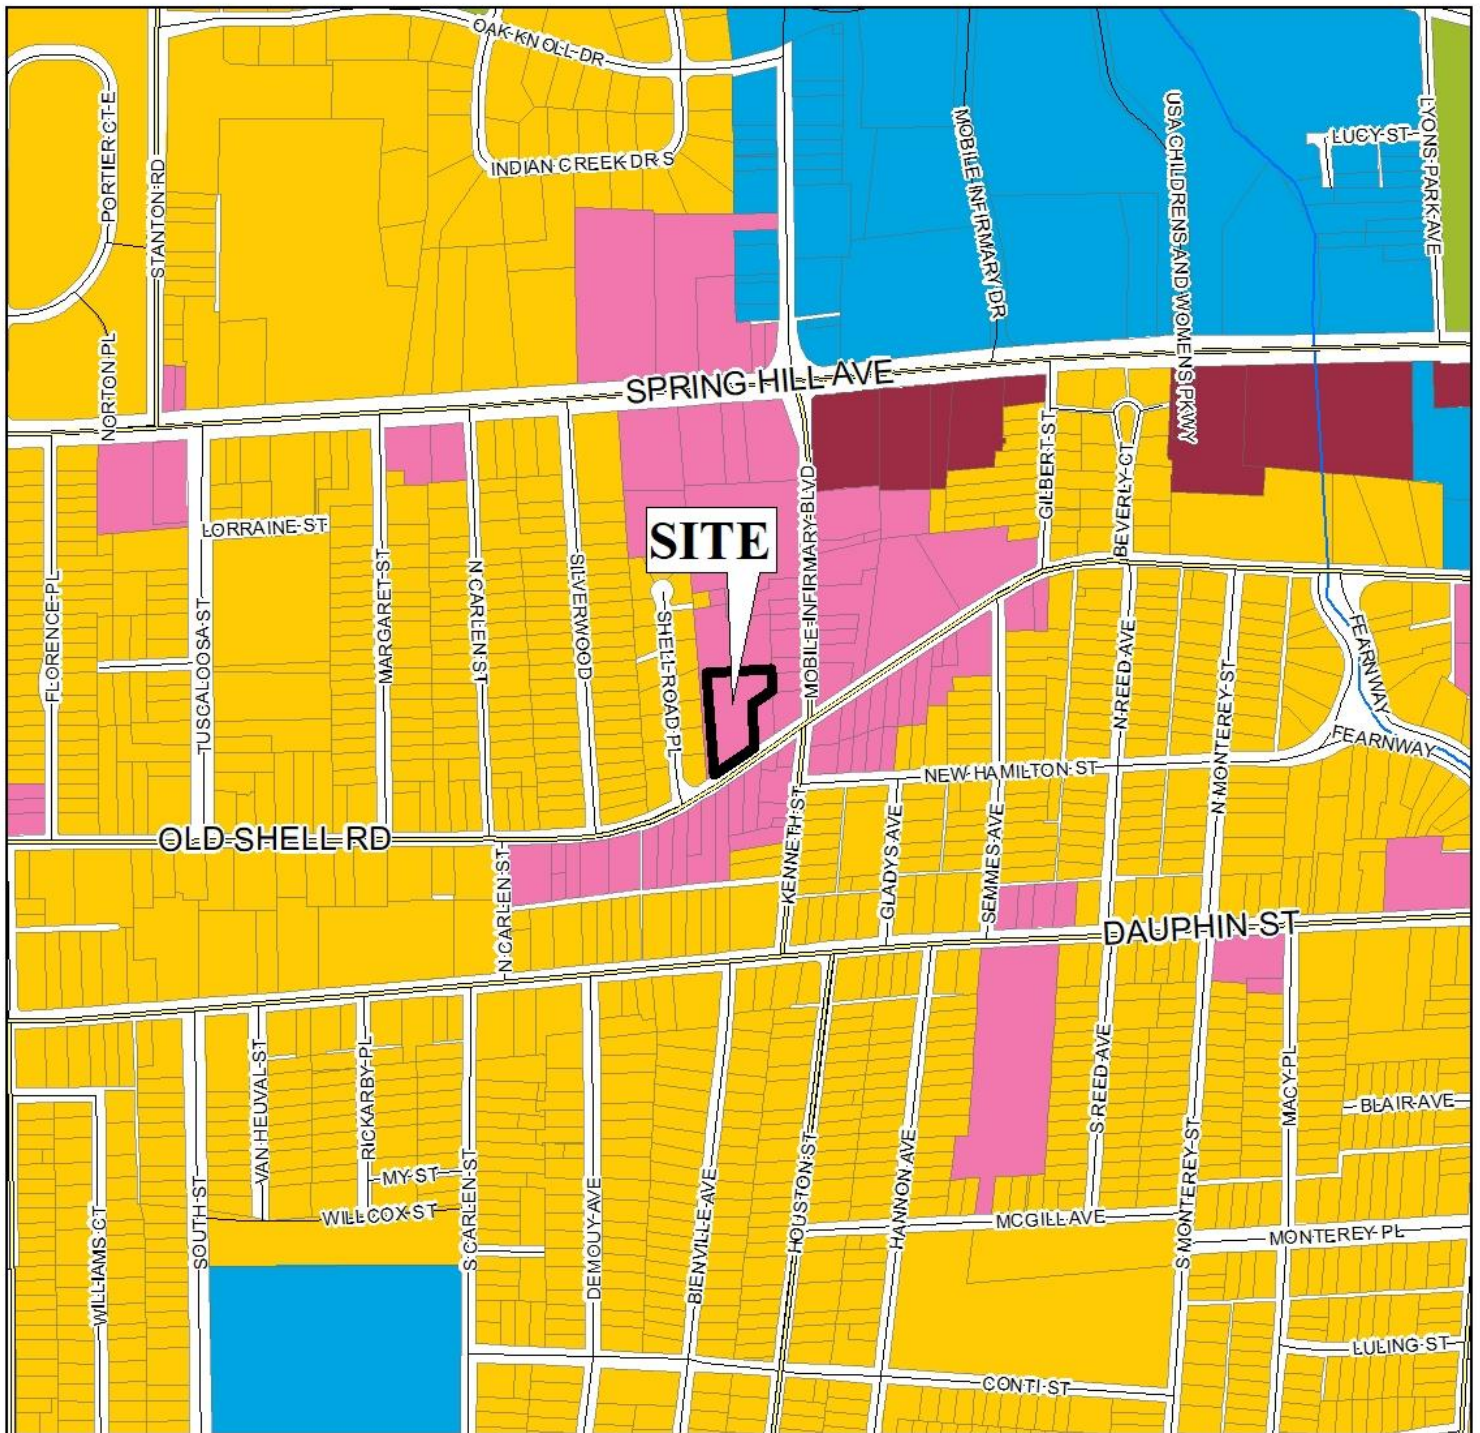 OAK KNOLL DR
PORTIER CT E
STANTON RD
INDIAN CREEK DR S
MOBILE INFIRMARY DR
USA CHILDRENS AND WOMENS PKWY
LUCY ST
LYONS PARK AVE
NORTON PL
SPRING HILL AVE
LORRAINE ST
FLORENCE PL
TUSCALOOSA ST
MARGARET ST
N CARLEN ST
SILVERWOOD
SITE
SHELL ROAD PL
MOBILE INFIRMARY BLVD
GILBERT ST
BEVERLY CT
N REED AVE
N MONTEREY ST
FEARNWAY
FEARNWAY
NEW HAMILTON ST
OLD SHELL RD
N CARLEN ST
KENNETH ST
GLADYS AVE
SEMMES AVE
DAUPHIN ST
VAN HEUVAL ST
RICKARBY PL
MY ST
WILLCOX ST
WILLIAMS CT
SOUTH ST
S CARLEN ST
DEMOUY AVE
BIENVILLE AVE
HOUSTON ST
HANNON AVE
MCGILL AVE
S REED AVE
S MONTEREY ST
MACY PL
BLAIR AVE
MONTEREY PL
LULING ST
CONTI ST